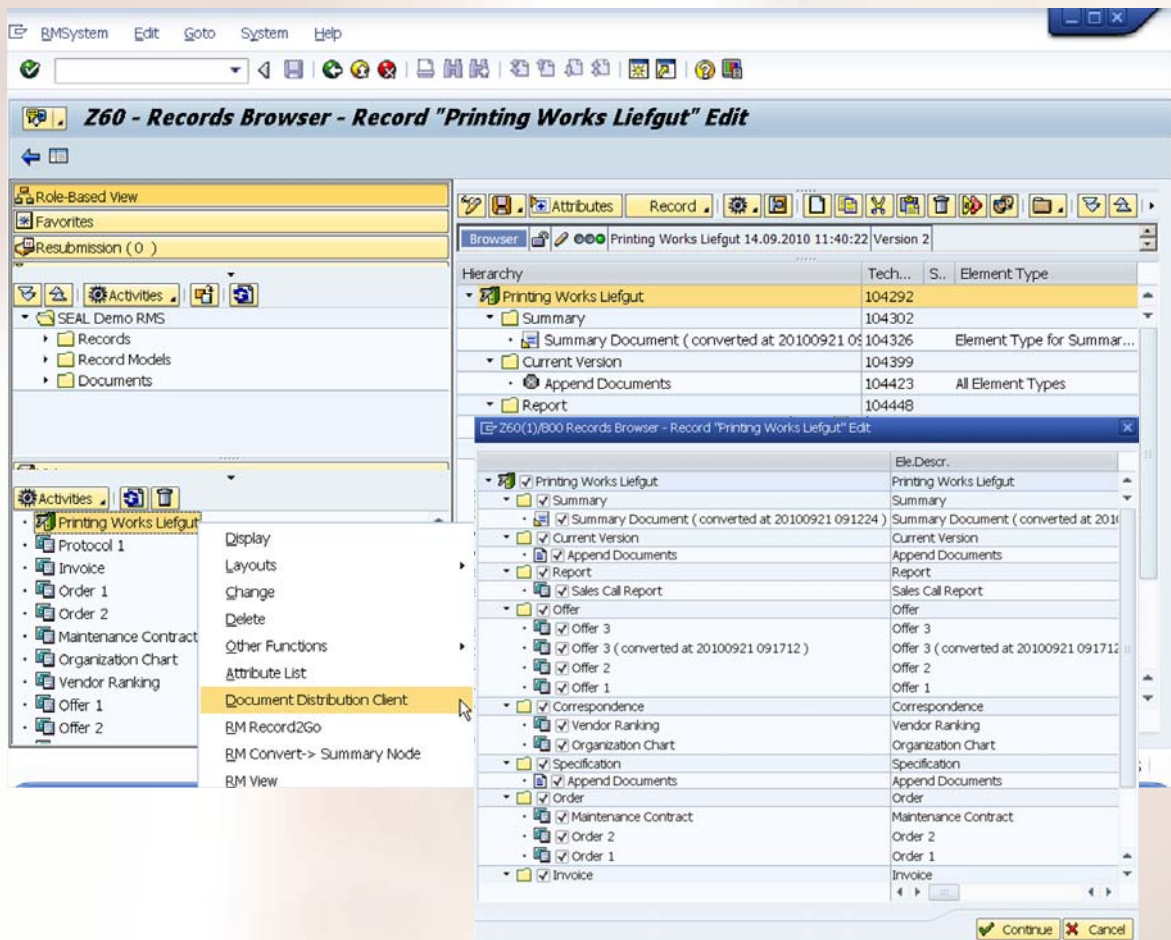 RMSystem Edit Goto System Help
Z60 - Records Browser - Record "Printing Works Liefgut" Edit
Role-Based View
Favorites
Resubmission ( 0 )
Activities
SEAL Demo RMS
Records
Record Models
Documents
Activities
Printing Works Liefgut
Protocol 1
Invoice
Order 1
Order 2
Maintenance Contract
Organization Chart
Vendor Ranking
Offer 1
Offer 2
Display
Layouts
Change
Delete
Other Functions
Attribute List
Document Distribution Client
RM Record2Go
RM Convert-> Summary Node
RM View
Attributes Record
Browser Printing Works Liefgut 14.09.2010 11:40:22 Version 2
Hierarchy Tech... S.. Element Type
Printing Works Liefgut 104292
Summary 104302
Summary Document ( converted at 20100921 09 104326 Element Type for Summar...
Current Version 104399
Append Documents 104423 All Element Types
Report 104448
Z60(1)/800 Records Browser - Record "Printing Works Liefgut" Edit
Ele.Descr.
Printing Works Liefgut Printing Works Liefgut
Summary Summary
Summary Document ( converted at 20100921 091224 ) Summary Document ( converted at 2010
Current Version Current Version
Append Documents Append Documents
Report Report
Sales Call Report Sales Call Report
Offer Offer
Offer 3 Offer 3
Offer 3 ( converted at 20100921 091712 ) Offer 3 ( converted at 20100921 091712
Offer 2 Offer 2
Offer 1 Offer 1
Correspondence Correspondence
Vendor Ranking Vendor Ranking
Organization Chart Organization Chart
Specification Specification
Append Documents Append Documents
Order Order
Maintenance Contract Maintenance Contract
Order 2 Order 2
Order 1 Order 1
Invoice Invoice
Continue Cancel